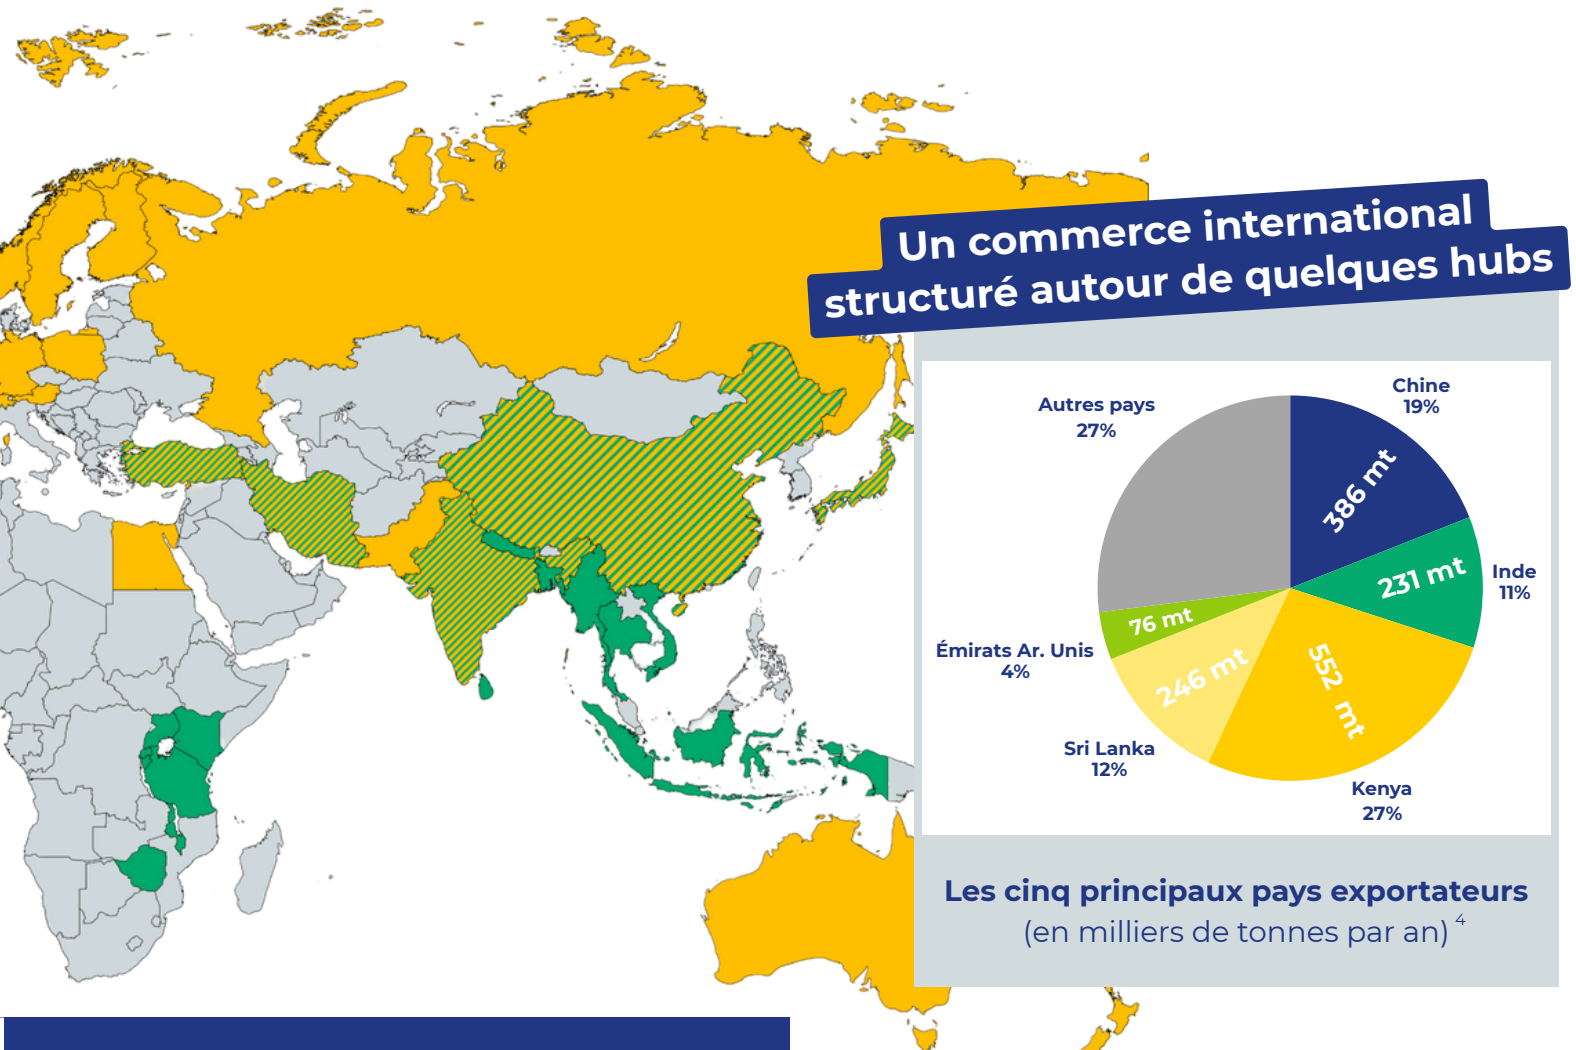 Un commerce international
structuré autour de quelques hubs
Autres pays
27%
Chine
19%
386 mt
Inde
11%
231 mt
Émirats Ar. Unis
4%
76 mt
Sri Lanka
12%
246 mt
552 mt
Kenya
27%
Les cinq principaux pays exportateurs
(en milliers de tonnes par an) 4